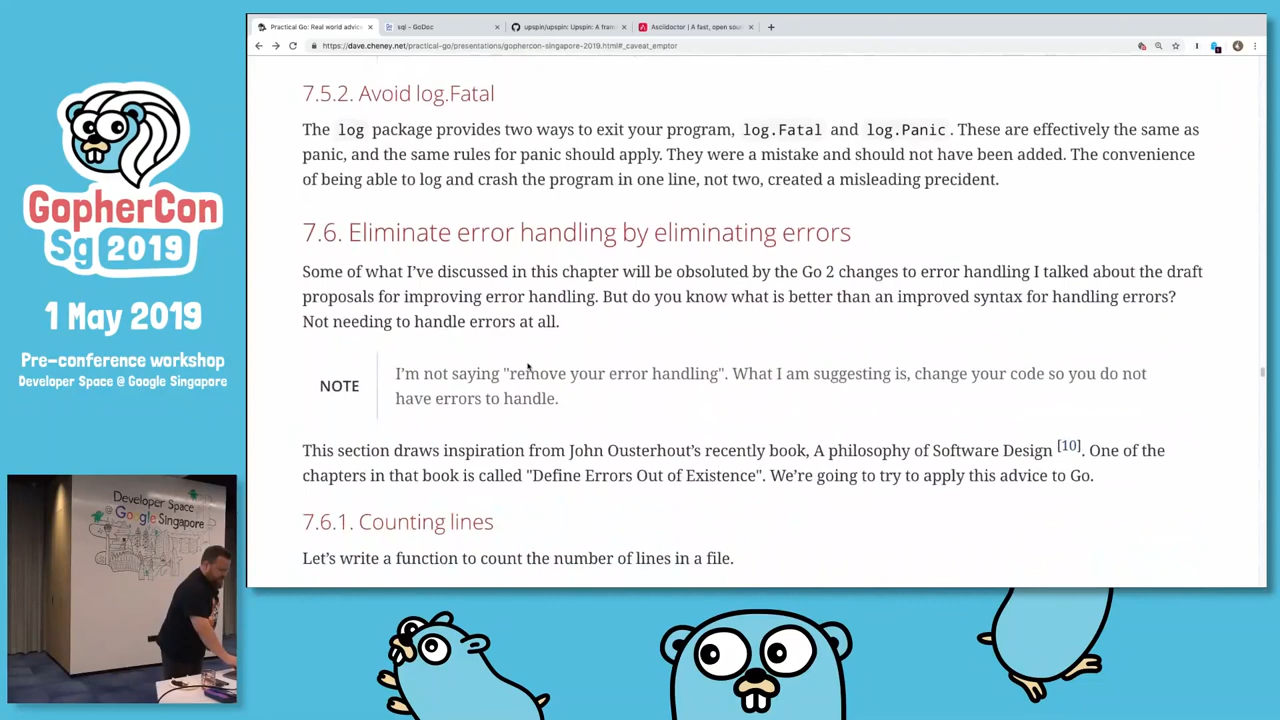 Practical Go: Real world advic
sql - GoDoc
upspin/upspin: Upspin: A fram
Asciidoctor | A fast, open sou
https://dave.cheney.net/practical-go/presentations/gophercon-singapore-2019.html#_caveat_emptor
7.5.2. Avoid log.Fatal
The log package provides two ways to exit your program, log.Fatal and log.Panic. These are effectively the same as
panic, and the same rules for panic should apply. They were a mistake and should not have been added. The convenience
of being able to log and crash the program in one line, not two, created a misleading precident.
7.6. Eliminate error handling by eliminating errors
Some of what I've discussed in this chapter will be obsoluted by the Go 2 changes to error handling I talked about the draft
proposals for improving error handling. But do you know what is better than an improved syntax for handling errors?
Not needing to handle errors at all.
NOTE
I'm not saying "remove your error handling". What I am suggesting is, change your code so you do not
have errors to handle.
This section draws inspiration from John Ousterhout's recently book, A philosophy of Software Design [10]. One of the
chapters in that book is called "Define Errors Out of Existence". We're going to try to apply this advice to Go.
7.6.1. Counting lines
Let's write a function to count the number of lines in a file.
GopherCon
Sg 2019
1 May 2019
Pre-conference workshop
Developer Space @ Google Singapore
Developer Space
@ Google Singapore